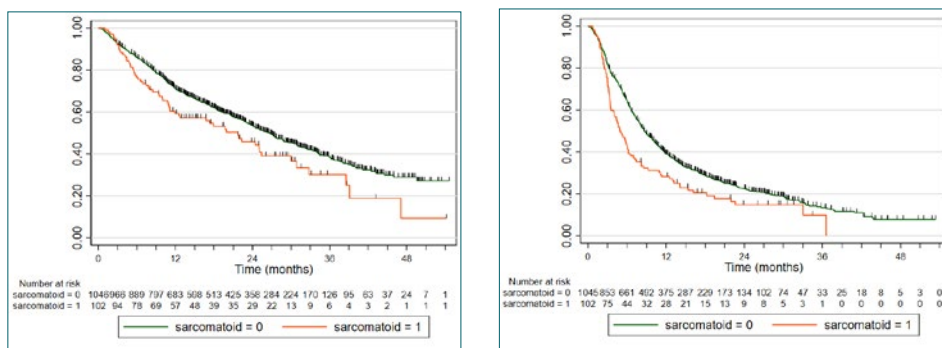 1.00
0.80
0.60
0.40
0.20
0.00
0 12 24 36 48
Time (months)
Number at risk
sarcomatoid = 0 1046966 889 797 683 598 513 425 358 284 224 170 126 95 63 37 24 7 1
sarcomatoid = 1 102 94 78 69 57 48 39 35 29 22 13 9 6 4 3 2 1 1 1
sarcomatoid = 0 sarcomatoid = 1
1.00
0.80
0.60
0.40
0.20
0.00
0 12 24 36 48
Time (months)
Number at risk
sarcomatoid = 0 1045853 661 492 375 287 229 173 134 102 74 47 33 25 18 8 5 3 0
sarcomatoid = 1 102 75 44 32 28 21 15 13 9 8 5 3 1 0 0 0 0 0 0
sarcomatoid = 0 sarcomatoid = 1